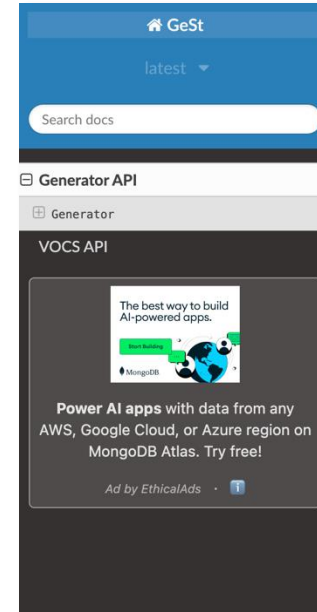 GeSt
latest
Search docs
Generator API
Generator
VOCS API
The best way to build
AI-powered apps.
Start Building
MongoDB
Power AI apps with data from any
AWS, Google Cloud, or Azure region on
MongoDB Atlas. Try free!
Ad by EthicalAds · i